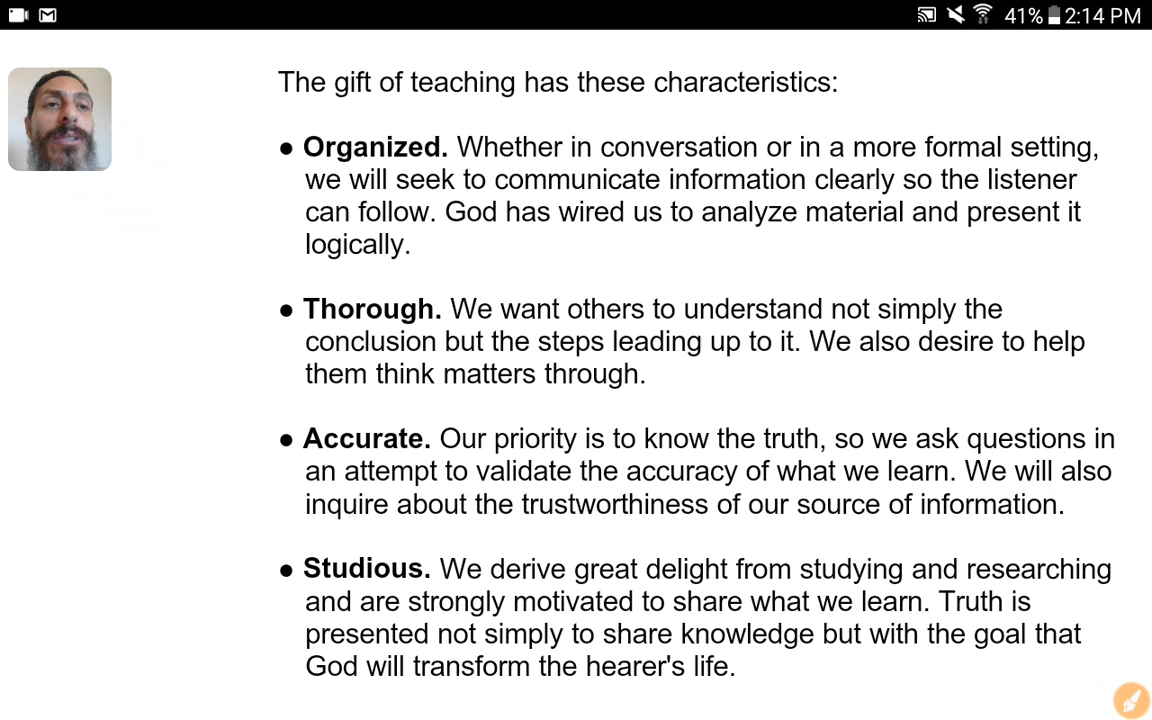 41% 2:14 PM
The gift of teaching has these characteristics:
● Organized. Whether in conversation or in a more formal setting,
we will seek to communicate information clearly so the listener
can follow. God has wired us to analyze material and present it
logically.
● Thorough. We want others to understand not simply the
conclusion but the steps leading up to it. We also desire to help
them think matters through.
● Accurate. Our priority is to know the truth, so we ask questions in
an attempt to validate the accuracy of what we learn. We will also
inquire about the trustworthiness of our source of information.
● Studious. We derive great delight from studying and researching
and are strongly motivated to share what we learn. Truth is
presented not simply to share knowledge but with the goal that
God will transform the hearer's life.